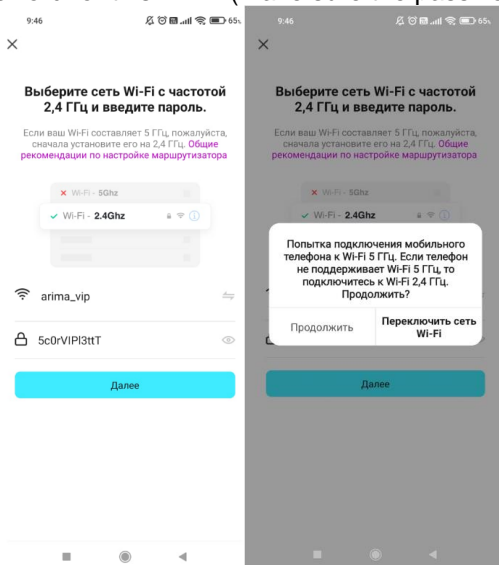 9:46
65
Выберите сеть Wi-Fi с частотой
2,4 ГГц и введите пароль.
Если ваш Wi-Fi составляет 5 ГГц, пожалуйста,
сначала установите его на 2,4 ГГц. Общие
рекомендации по настройке маршрутизатора
Wi-Fi - 5Ghz
Wi-Fi - 2.4Ghz
arima_vip
5c0rVIPl3ttT
Далее
9:46
65
Выберите сеть Wi-Fi с частотой
2,4 ГГц и введите пароль.
Если ваш Wi-Fi составляет 5 ГГц, пожалуйста,
сначала установите его на 2,4 ГГц. Общие
рекомендации по настройке маршрутизатора
Wi-Fi - 5Ghz
Wi-Fi - 2.4Ghz
Попытка подключения мобильного
телефона к Wi-Fi 5 ГГц. Если телефон
не поддерживает Wi-Fi 5 ГГц, то
подключитесь к Wi-Fi 2,4 ГГц.
Продолжить?
Продолжить
Переключить сеть
Wi-Fi
Далее